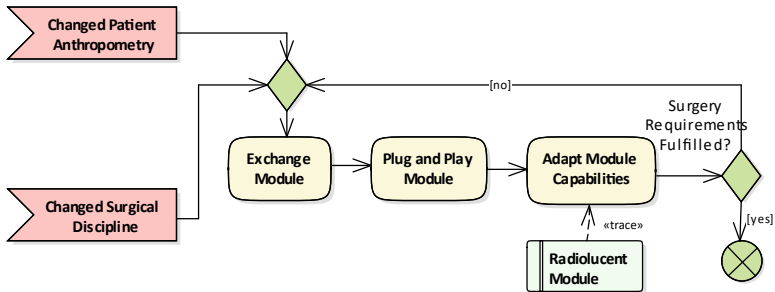 Changed Patient
Anthropometry
[no]
Surgery
Requirements
Fulfilled?
Exchange
Module
Plug and Play
Module
Adapt Module
Capabilities
Changed Surgical
Discipline
«trace»
[yes]
Radiolucent
Module